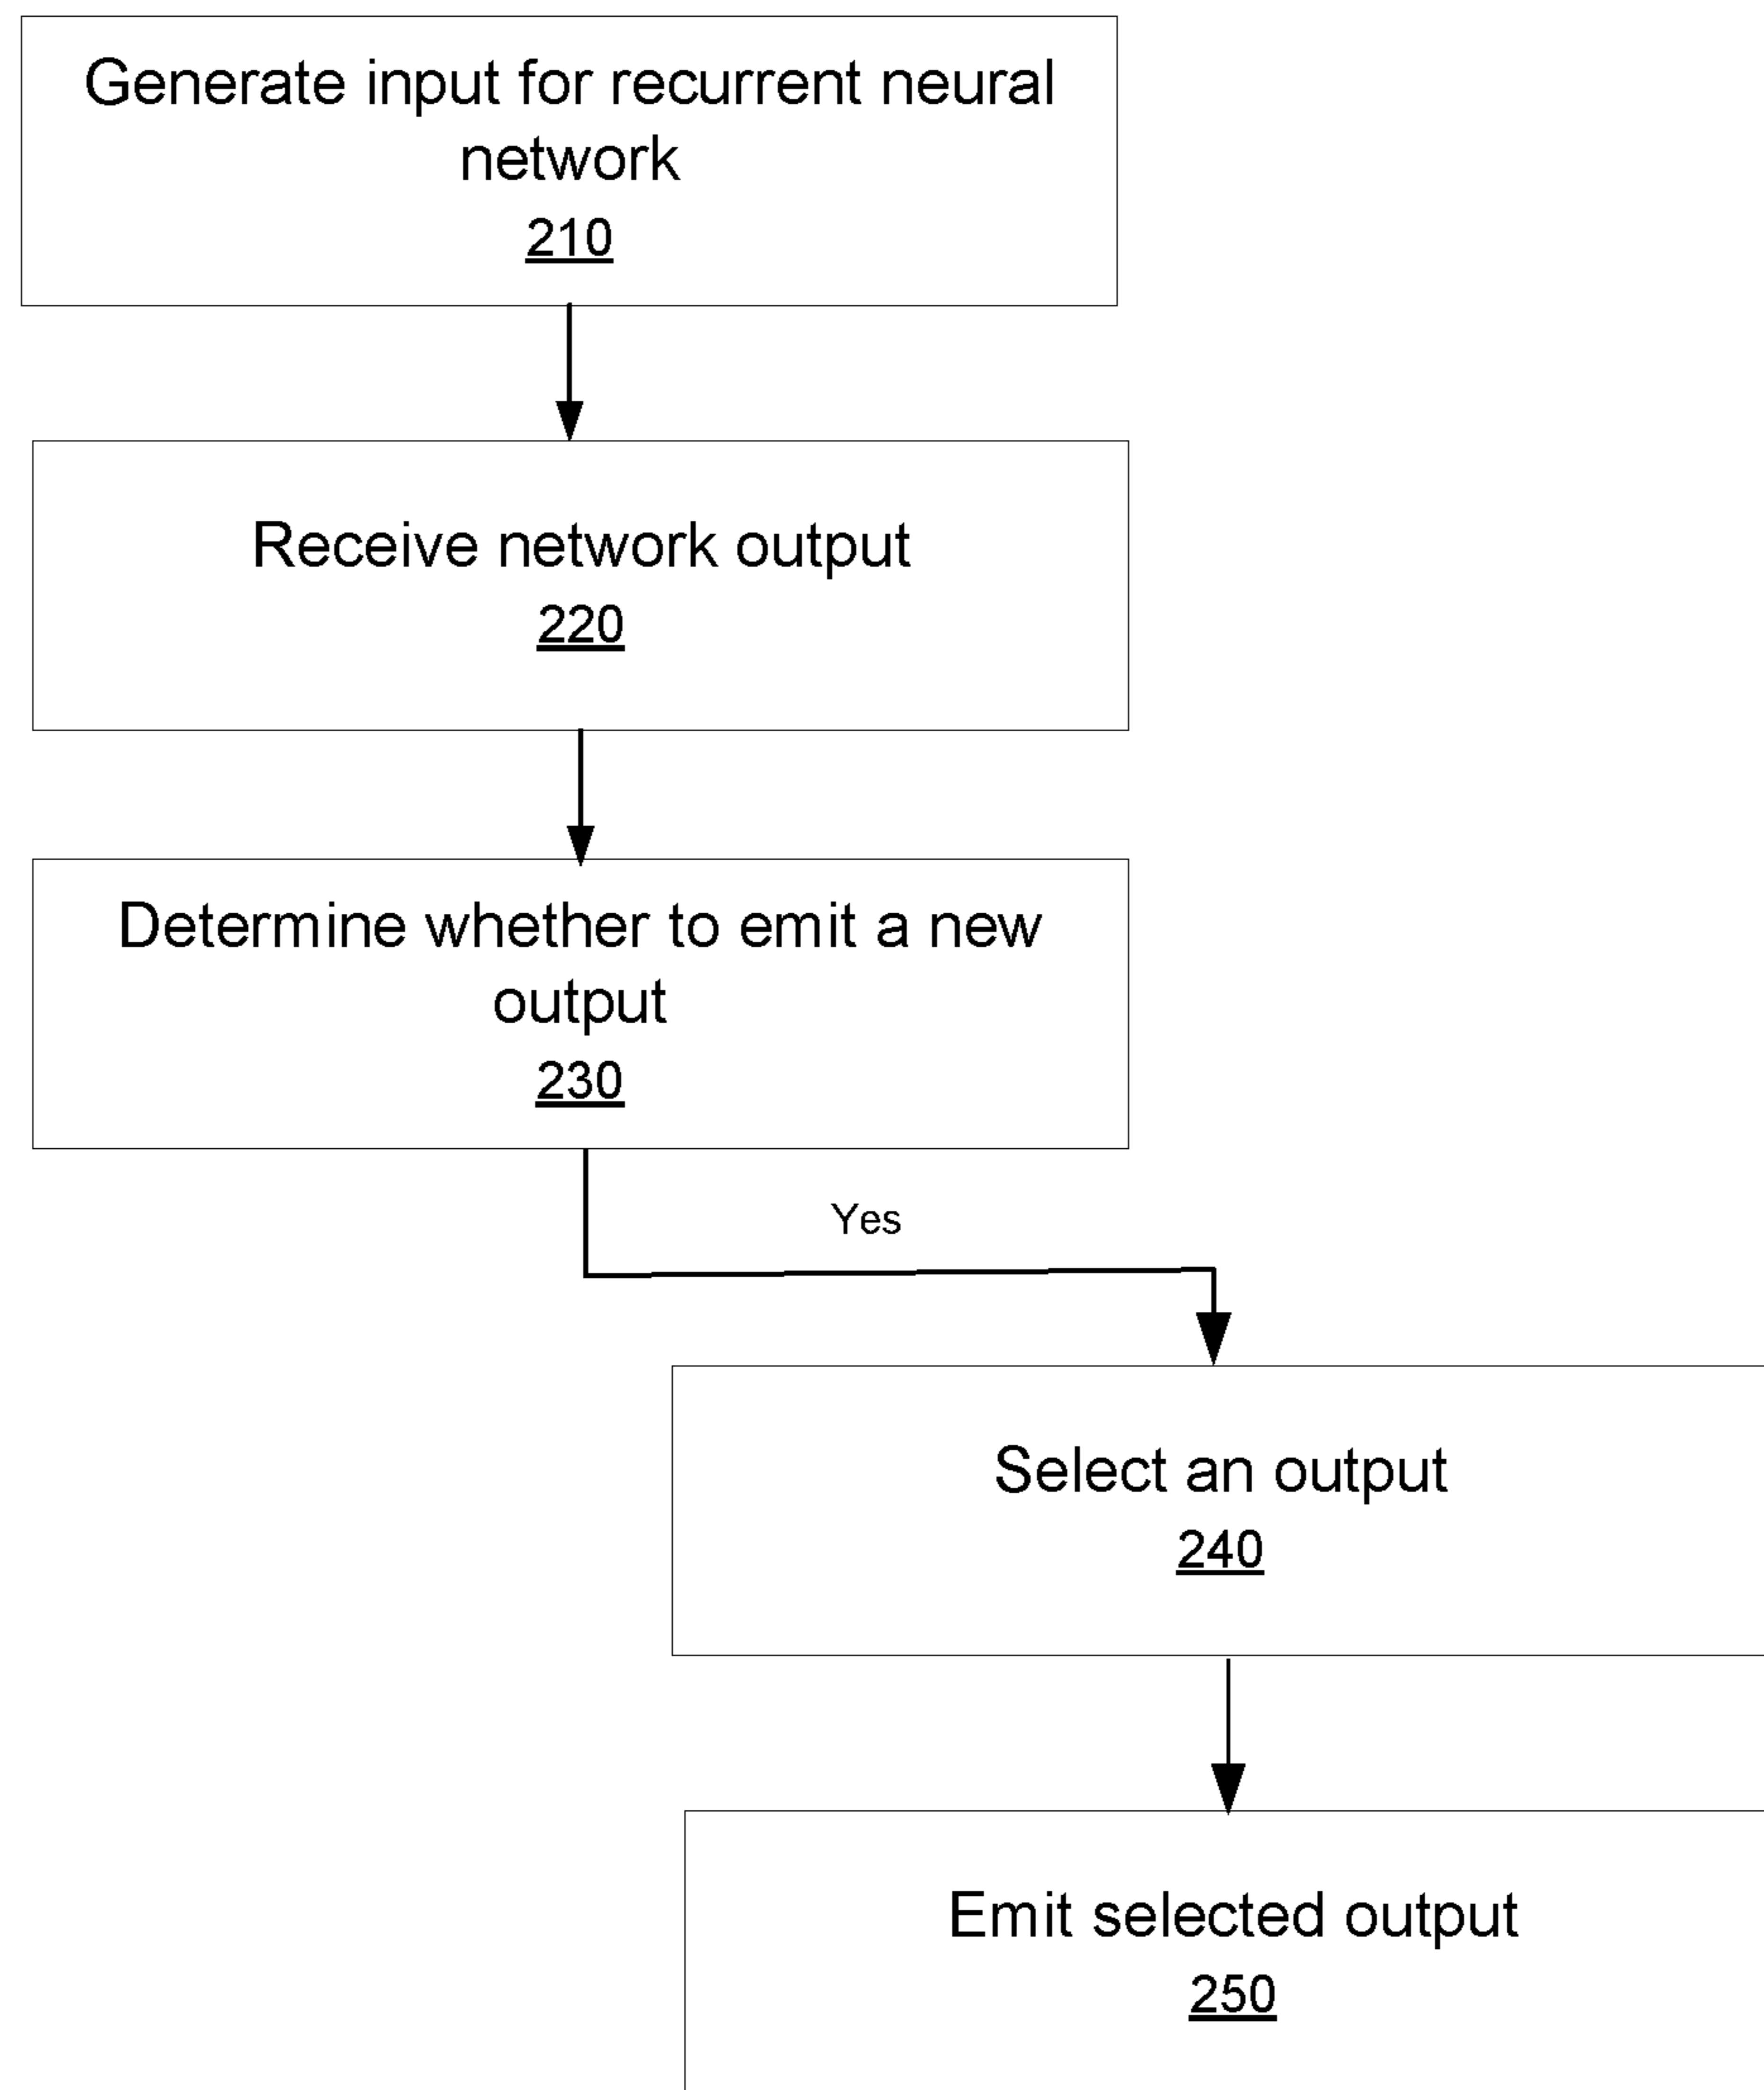 Generate input for recurrent neural
network
210
Receive network output
220
Determine whether to emit a new
output
230
Yes
Select an output
240
Emit selected output
250